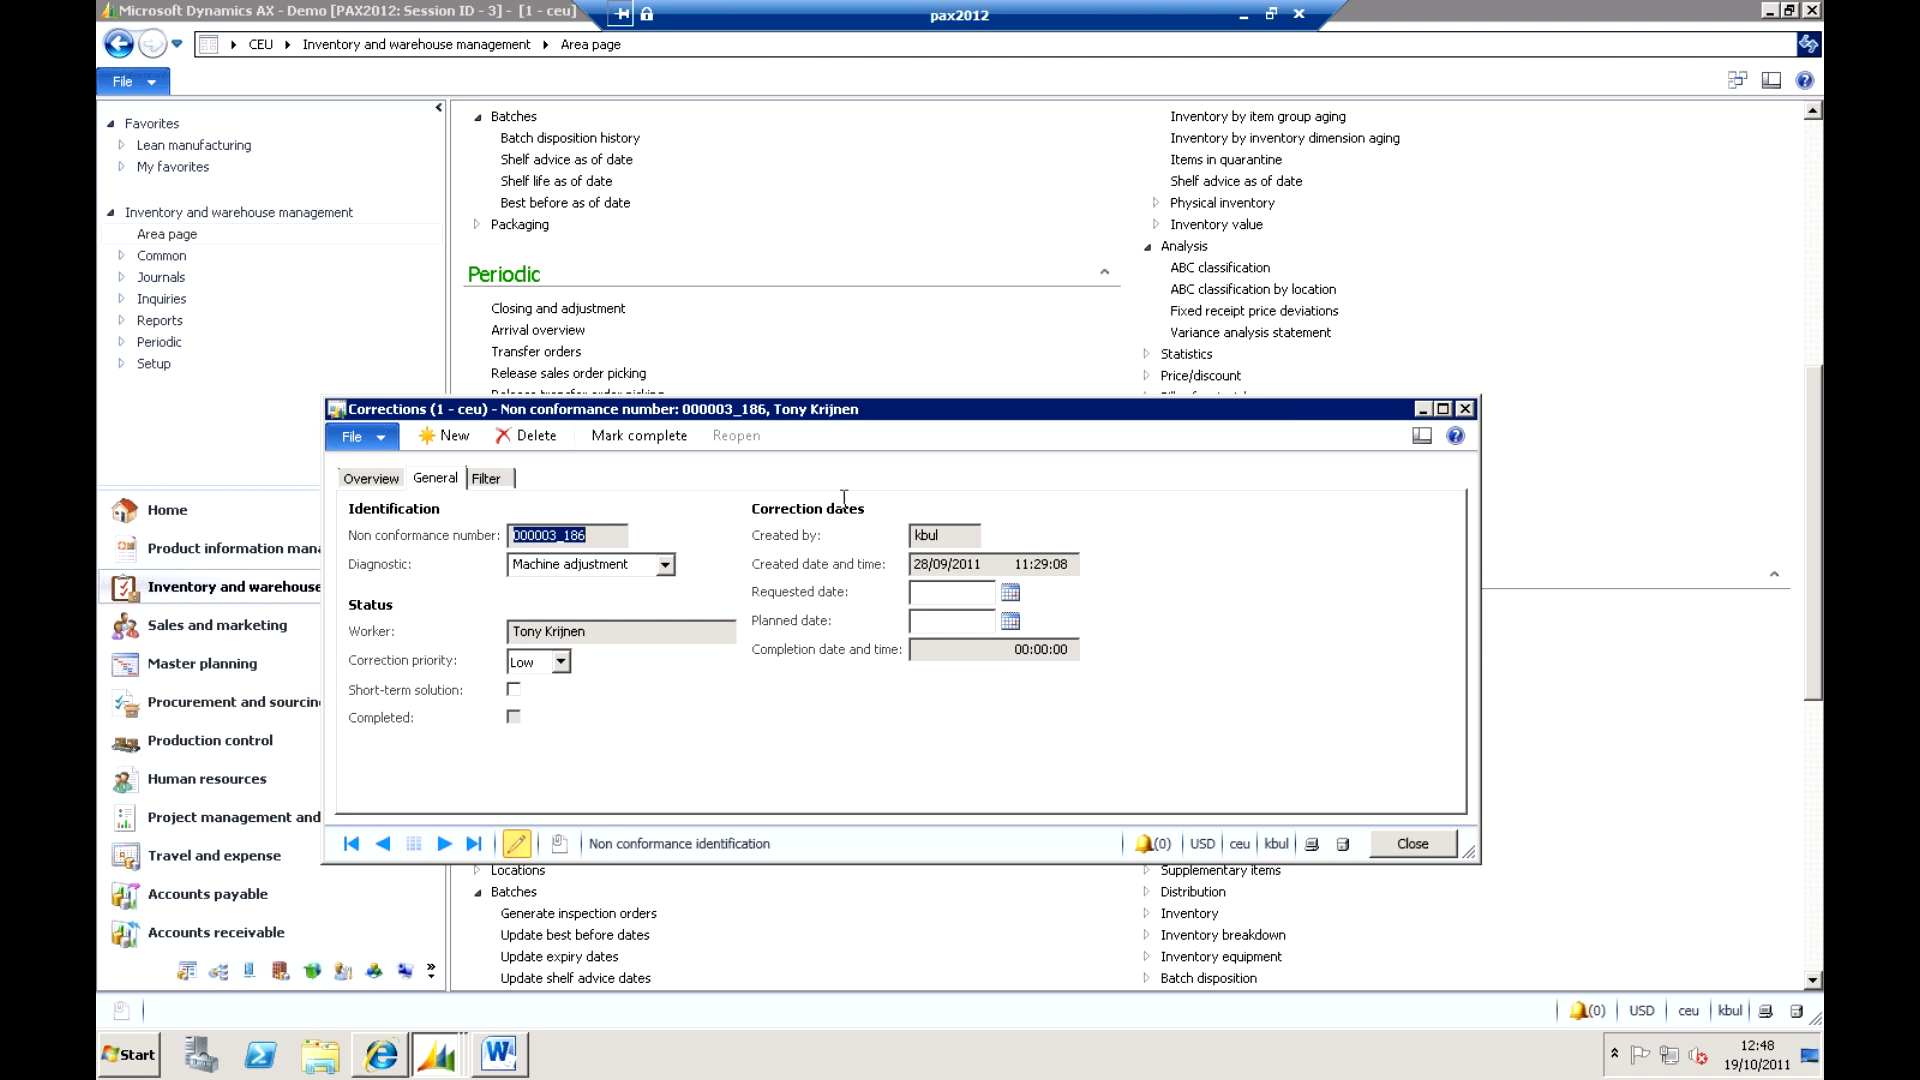 Microsoft Dynamics AX - Demo [PAX2012: Session ID - 3] - [1 - ceu]
pax2012
CEU
Inventory and warehouse management
Area page
File
Favorites
Lean manufacturing
My favorites
Inventory and warehouse management
Area page
Common
Journals
Inquiries
Reports
Periodic
Setup
Batches
Batch disposition history
Shelf advice as of date
Shelf life as of date
Best before as of date
Packaging
Periodic
Closing and adjustment
Arrival overview
Transfer orders
Release sales order picking
Inventory by item group aging
Inventory by inventory dimension aging
Items in quarantine
Shelf advice as of date
Physical inventory
Inventory value
Analysis
ABC classification
ABC classification by location
Fixed receipt price deviations
Variance analysis statement
Statistics
Price/discount
Corrections (1 - ceu) - Non conformance number: 000003_186, Tony Krijnen
File
New
Delete
Mark complete
Reopen
Overview
General
Filter
Identification
Non conformance number: 000003_186
Diagnostic: Machine adjustment
Status
Worker: Tony Krijnen
Correction priority: Low
Short-term solution:
Completed:
Correction dates
Created by: kbul
Created date and time: 28/09/2011 11:29:08
Requested date:
Planned date:
Completion date and time: 00:00:00
Non conformance identification
(0) USD ceu kbul
Close
Home
Product information mana
Inventory and warehouse
Sales and marketing
Master planning
Procurement and sourcin
Production control
Human resources
Project management and
Travel and expense
Accounts payable
Accounts receivable
Locations
Batches
Generate inspection orders
Update best before dates
Update expiry dates
Update shelf advice dates
Supplementary items
Distribution
Inventory
Inventory breakdown
Inventory equipment
Batch disposition
(0) USD ceu kbul
Start
12:48
19/10/2011